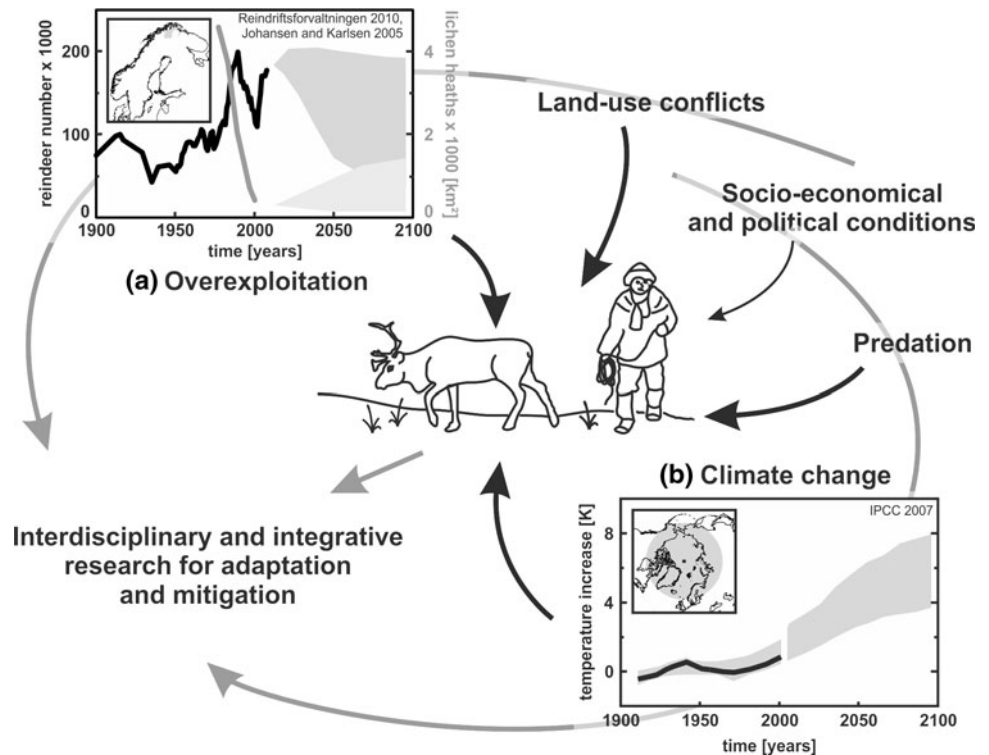 Reindriftsforvaltningen 2010,
Johansen and Karlsen 2005
reindeer number x 1000
200
100
0
lichen heaths x 1000 [km²]
4
2
0
1900 1950 2000 2050 2100
time [years]
(a) Overexploitation
Land-use conflicts
Socio-economical
and political conditions
Predation
(b) Climate change
IPCC 2007
temperature increase [K]
8
4
0
1900 1950 2000 2050 2100
time [years]
Interdisciplinary and integrative
research for adaptation
and mitigation